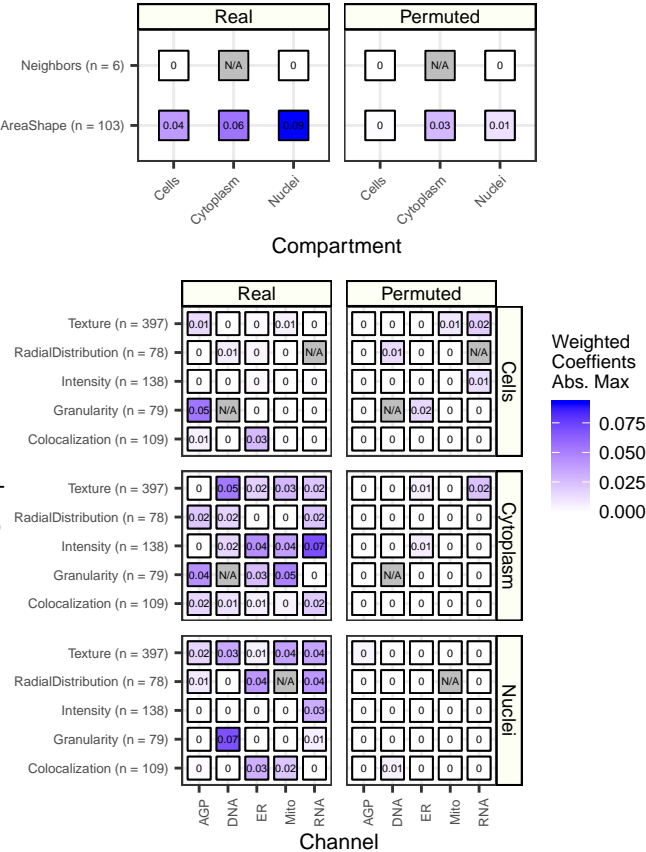 Real Permuted
Neighbors (n = 6) 0 N/A 0 0 N/A 0
AreaShape (n = 103) 0.04 0.06 0.09 0 0.03 0.01
Cells Cytoplasm Nuclei Cells Cytoplasm Nuclei
Compartment
Real Permuted
Texture (n = 397) 0.01 0 0 0.01 0 0 0 0 0.01 0.02
RadialDistribution (n = 78) 0 0.01 0 0 N/A 0 0.01 0 0 N/A
Intensity (n = 138) 0 0 0 0 0 0 0 0 0 0.01
Granularity (n = 79) 0.05 N/A 0 0 0 0 N/A 0.02 0 0
Colocalization (n = 109) 0.01 0 0.03 0 0 0 0 0 0 0
Cells
Texture (n = 397) 0 0.05 0.02 0.03 0.02 0 0 0.01 0 0.02
RadialDistribution (n = 78) 0.02 0.02 0 0 0.02 0 0 0 0 0
Intensity (n = 138) 0 0.02 0.04 0.04 0.07 0 0 0.01 0 0
Granularity (n = 79) 0.04 N/A 0.03 0.05 0 0 N/A 0 0 0
Colocalization (n = 109) 0.02 0.01 0.01 0 0.02 0 0 0 0 0
Cytoplasm
Texture (n = 397) 0.02 0.03 0.01 0.04 0.04 0 0 0 0 0
RadialDistribution (n = 78) 0.01 0 0.04 N/A 0.04 0 0 0 N/A 0
Intensity (n = 138) 0 0 0 0 0.03 0 0 0 0 0
Granularity (n = 79) 0 0.07 0 0 0.01 0 0 0 0 0
Colocalization (n = 109) 0 0 0.03 0.02 0 0 0.01 0 0 0
Nuclei
AGP DNA ER Mito RNA AGP DNA ER Mito RNA
Channel
Weighted
Coeffients
Abs. Max
0.075
0.050
0.025
0.000